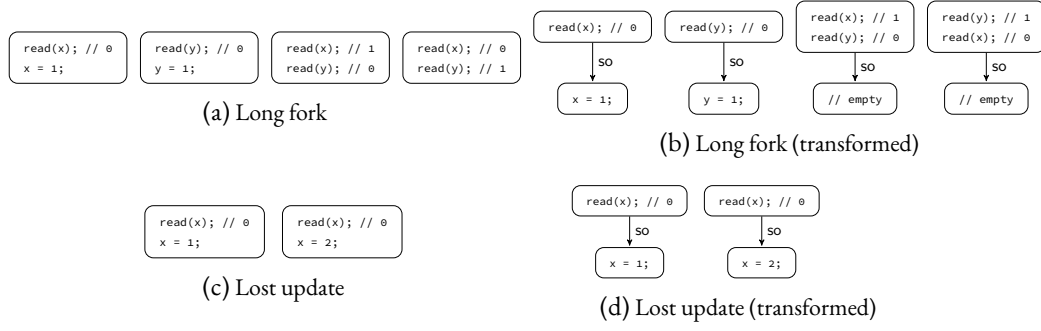 read(x); // 0
x = 1;
read(y); // 0
y = 1;
read(x); // 1
read(y); // 0
read(x); // 0
read(y); // 1
(a) Long fork
read(x); // 0
so
x = 1;
read(y); // 0
so
y = 1;
read(x); // 1
read(y); // 0
so
// empty
read(y); // 1
read(x); // 0
so
// empty
(b) Long fork (transformed)
read(x); // 0
x = 1;
read(x); // 0
x = 2;
(c) Lost update
read(x); // 0
so
x = 1;
read(x); // 0
so
x = 2;
(d) Lost update (transformed)